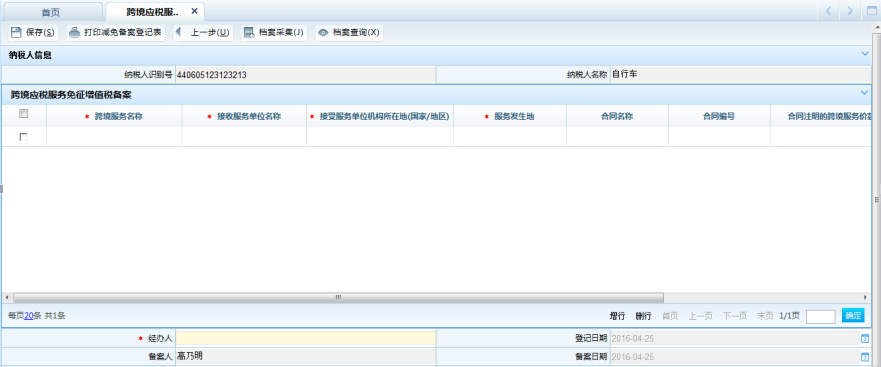 首页 跨境应税服.. ×
保存(S) 打印减免备案登记表 上一步(U) 档案采集(J) 档案查询(X)
纳税人信息
纳税人识别号 440605123123213 纳税人名称 自行车
跨境应税服务免征增值税备案
* 跨境服务名称 * 接收服务单位名称 * 接受服务单位机构所在地(国家/地区) * 服务发生地 合同名称 合同编号 合同注明的跨境服务价款
每页20条 共1条 增行 删行 首页 上一页 下一页 末页 1/1页 确定
* 经办人 登记日期 2016-04-25
备案人 高乃明 备案日期 2016-04-25